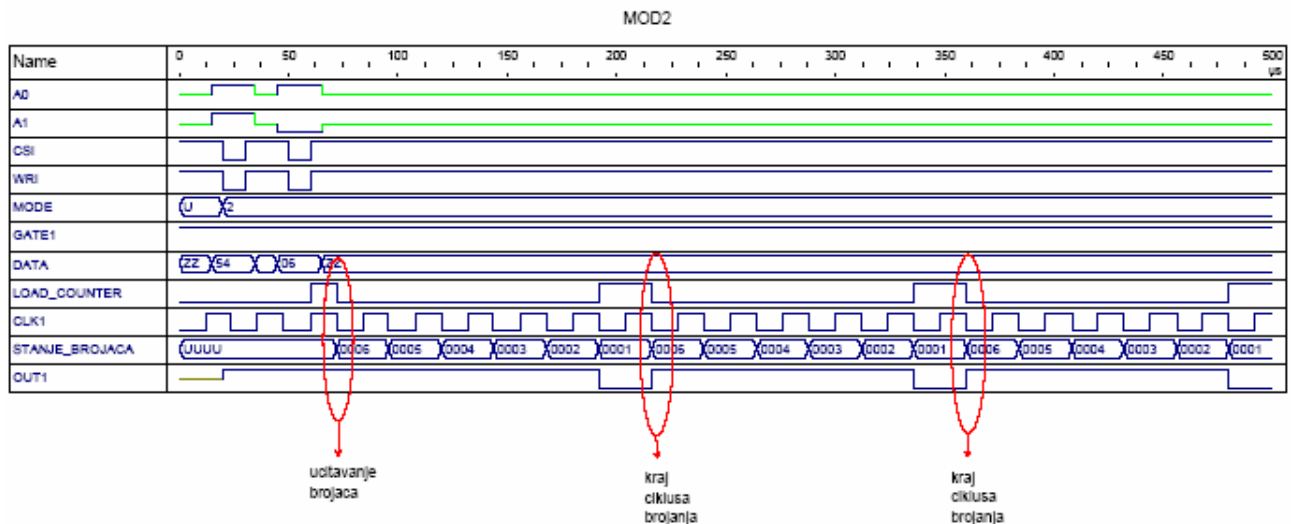 MOD2
Name 0 50 100 150 200 250 300 350 400 450 500
µs
A0
A1
CSI
WRI
MODE U 2
GATE1
DATA ZZ 54 06 ZZ
LOAD_COUNTER
CLK1
STANJE_BROJACA UUUU 0006 0005 0004 0003 0002 0001 0006 0005 0004 0003 0002 0001 0006 0005 0004 0003 0002 0001
OUT1
ucitavanje
brojaca
kraj
ciklusa
brojanja
kraj
ciklusa
brojanja